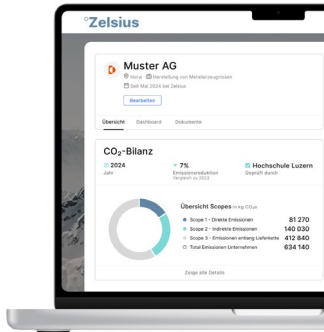 °Zelsius
Muster AG
Nona Herstellung von Metallerzeugnissen
Seit Mai 2024 bei Zelsius
Bearbeiten
Übersicht Dashboard Dokumente
CO₂-Bilanz
2024
Jahr
7%
Emissionsreduktion
Vergleich zu 2023
Hochschule Luzern
Geprüft durch
Übersicht Scopes in kg CO₂e
Scope 1 - Direkte Emissionen 81 270
Scope 2 - Indirekte Emissionen 140 030
Scope 3 - Emissionen entlang Lieferkette 412 840
Total Emissionen Unternehmen 634 140
Zeige alle Details